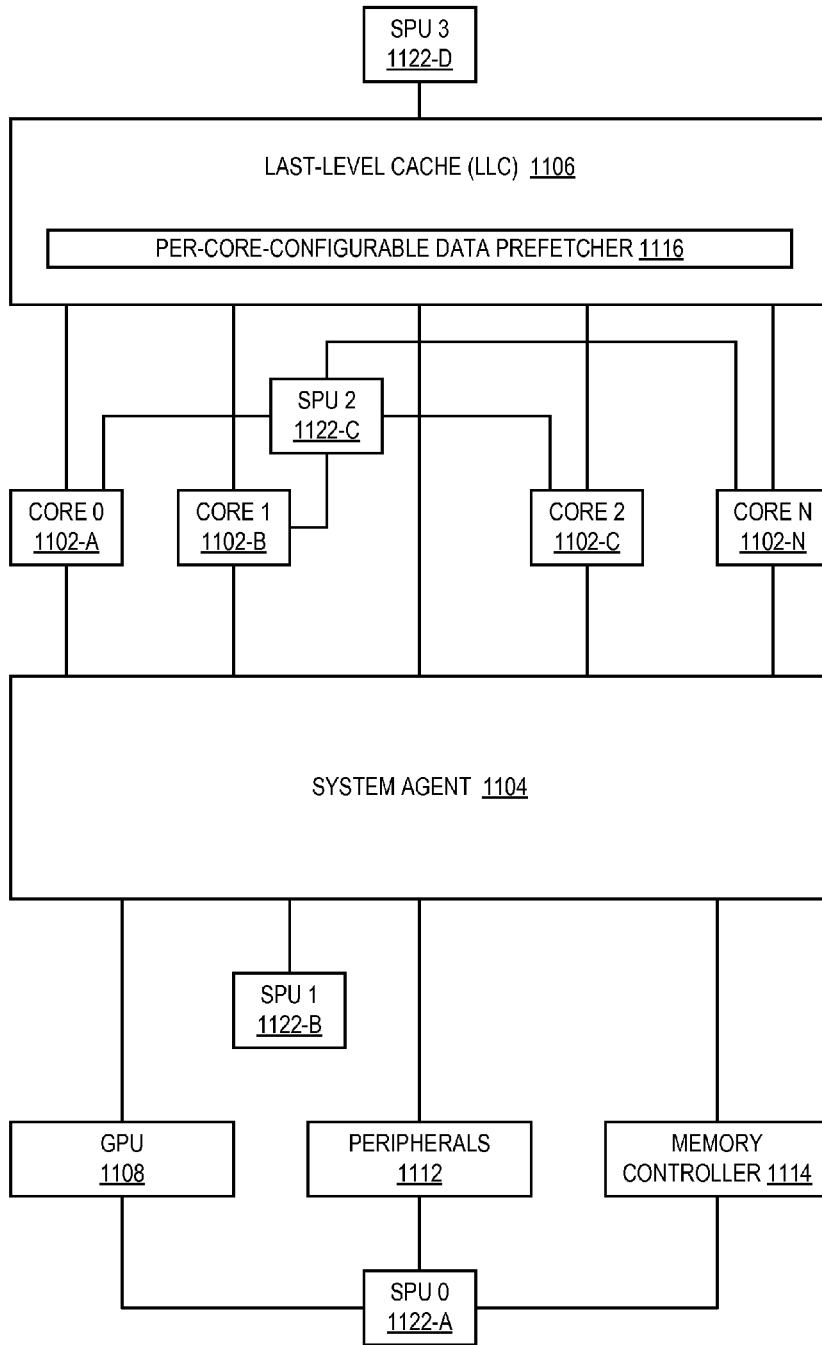 SPU 3
1122-D
LAST-LEVEL CACHE (LLC) 1106
PER-CORE-CONFIGURABLE DATA PREFETCHER 1116
SPU 2
1122-C
CORE 0
1102-A
CORE 1
1102-B
CORE 2
1102-C
CORE N
1102-N
SYSTEM AGENT 1104
SPU 1
1122-B
GPU
1108
PERIPHERALS
1112
MEMORY
CONTROLLER 1114
SPU 0
1122-A